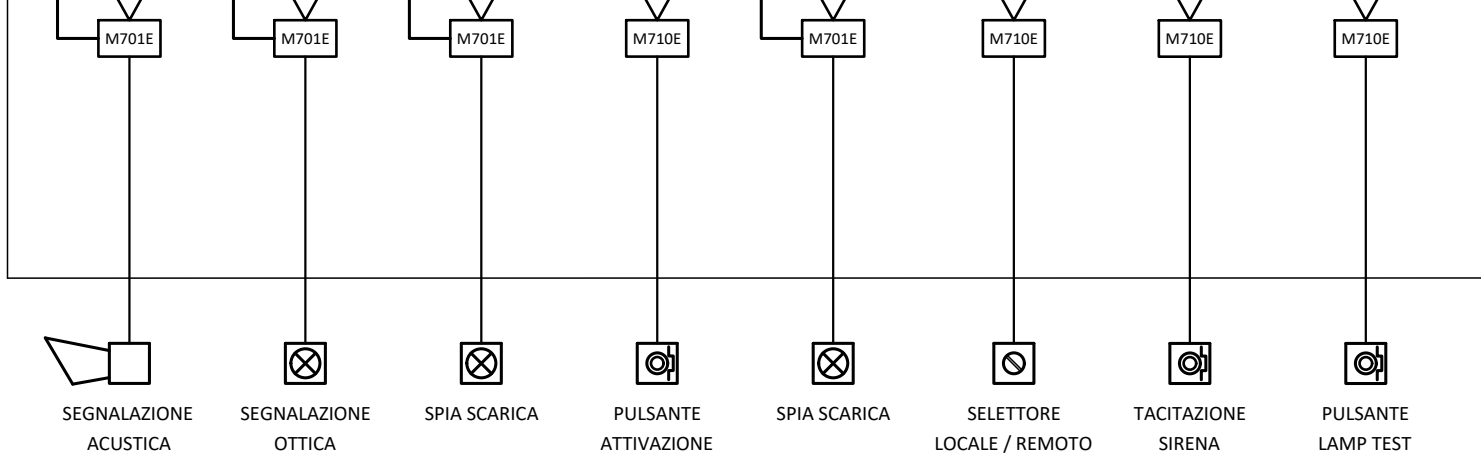 M701E
M701E
M701E
M710E
M701E
M710E
M710E
M710E
SEGNALAZIONE
ACUSTICA
SEGNALAZIONE
OTTICA
SPIA SCARICA
PULSANTE
ATTIVAZIONE
SPIA SCARICA
SELETTORE
LOCALE / REMOTO
TACITAZIONE
SIRENA
PULSANTE
LAMP TEST